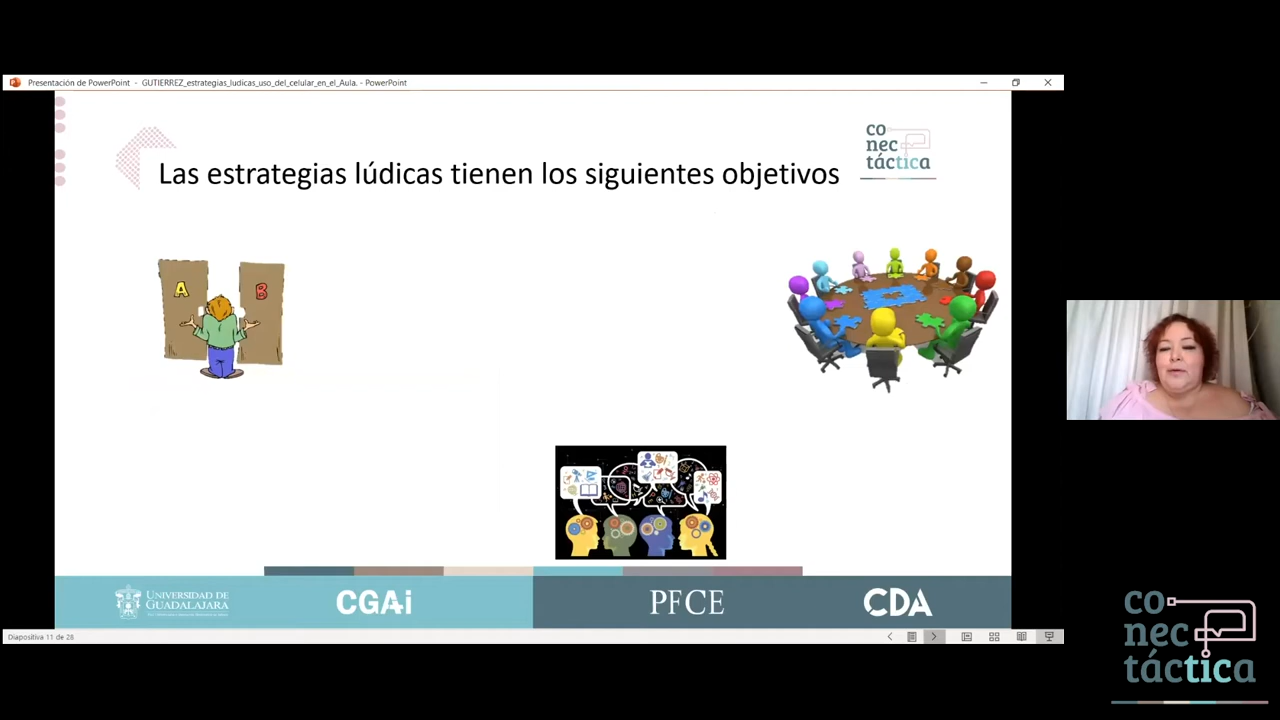 Presentación de PowerPoint - GUTIERREZ_estrategias_ludicas_uso_del_celular_en_el_Aula. - PowerPoint
co
nec
táctica
Las estrategias lúdicas tienen los siguientes objetivos
A
B
UNIVERSIDAD DE
GUADALAJARA
CGAi
PFCE
CDA
Diapositiva 11 de 28
co
nec
táctica